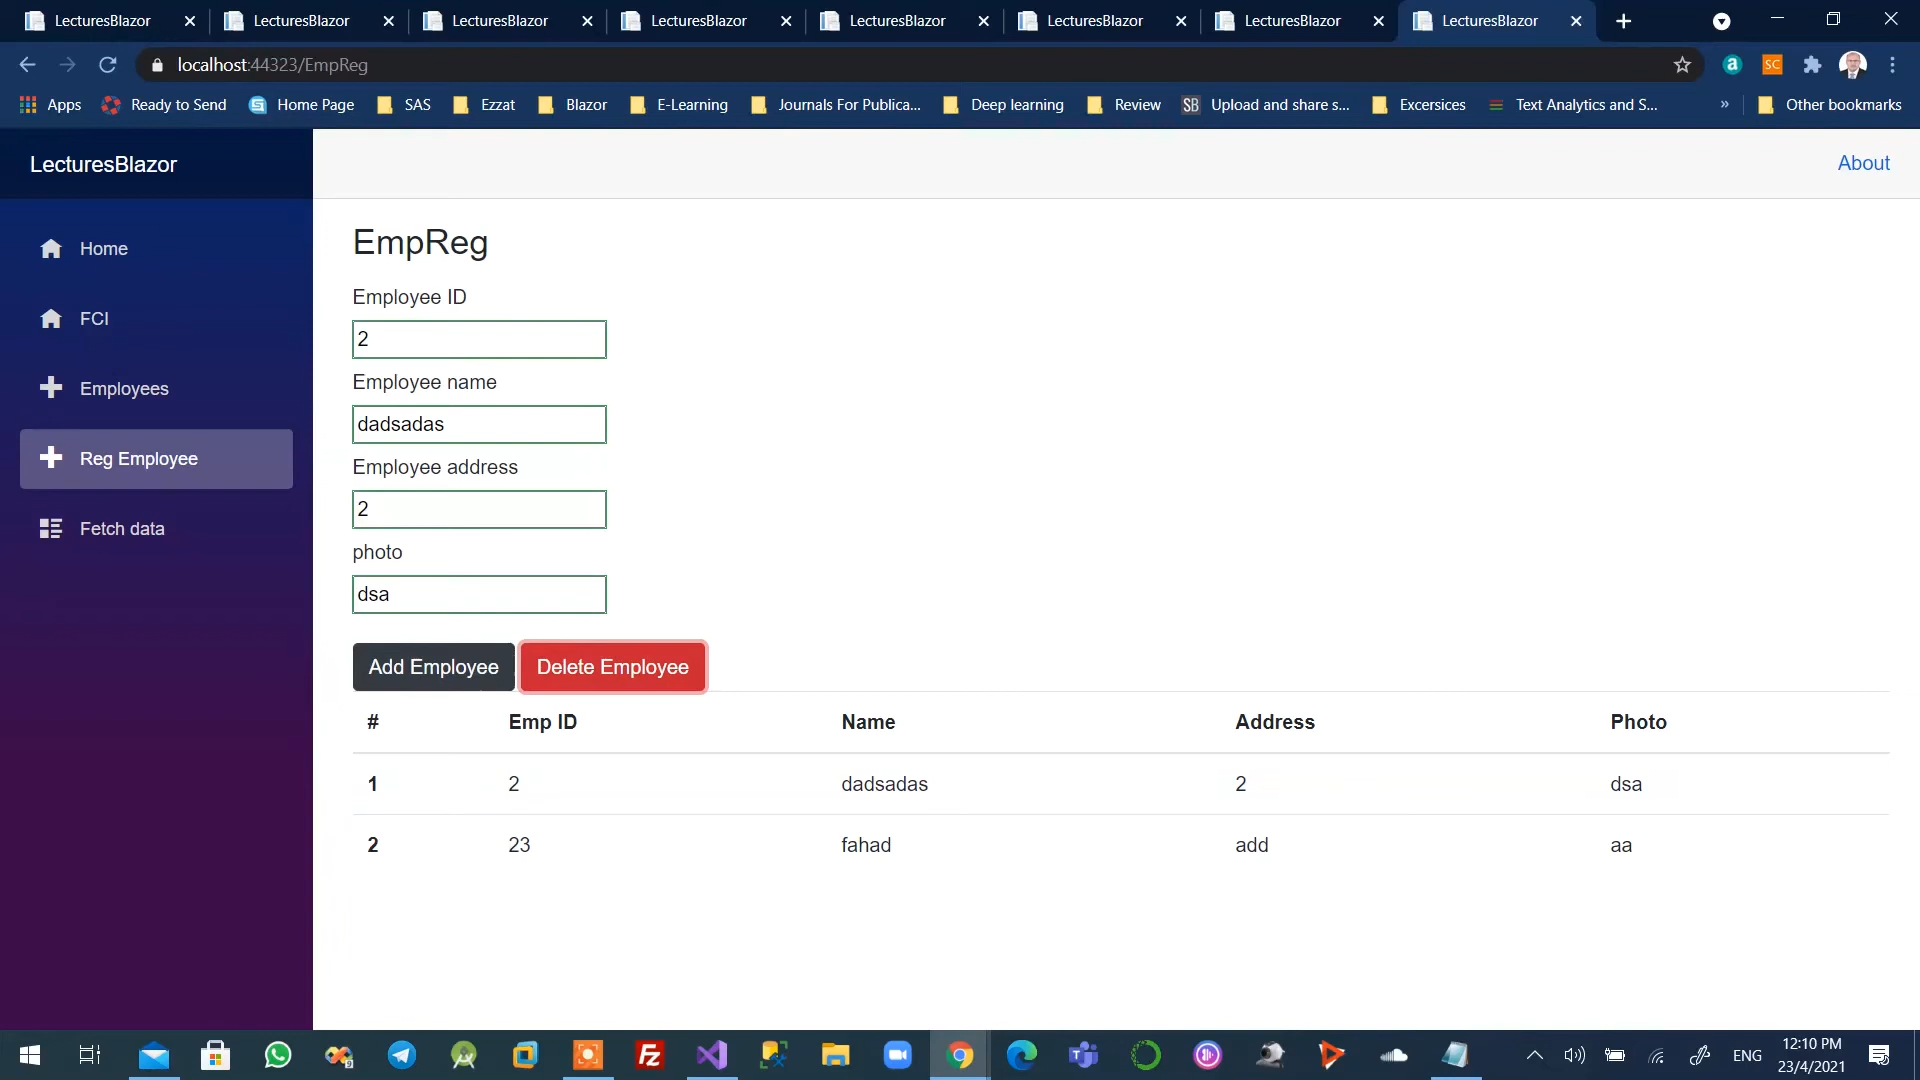 LecturesBlazor LecturesBlazor LecturesBlazor LecturesBlazor LecturesBlazor LecturesBlazor LecturesBlazor LecturesBlazor
localhost:44323/EmpReg
Apps Ready to Send Home Page SAS Ezzat Blazor E-Learning Journals For Publica... Deep learning Review SB Upload and share s... Excersices Text Analytics and S... » Other bookmarks
LecturesBlazor
About
Home
FCI
Employees
Reg Employee
Fetch data
EmpReg
Employee ID
2
Employee name
dadsadas
Employee address
2
photo
dsa
Add Employee Delete Employee
# Emp ID Name Address Photo
1 2 dadsadas 2 dsa
2 23 fahad add aa
ENG
12:10 PM
23/4/2021